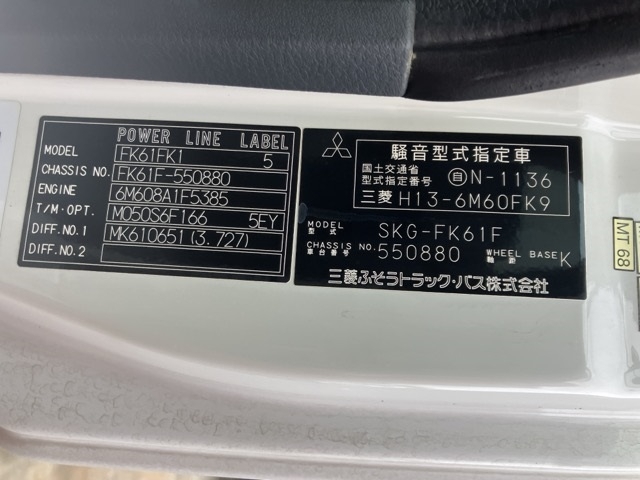 POWER LINE LABEL
MODEL FK61FK1 5
CHASSIS NO. FK61F-550880
ENGINE 6M608A1F5385
T/M·OPT. M050S6F166 5EY
DIFF.NO.1 MK610651(3.727)
DIFF.NO.2
騒音型式指定車
国土交通省
型式指定番号 自N-1136
三菱 H13-6M60FK9
MODEL
型式 SKG-FK61F
CHASSIS NO.
車台番号 550880
WHEEL BASE
軸距 K
三菱ふそうトラック・バス株式会社
MT 68